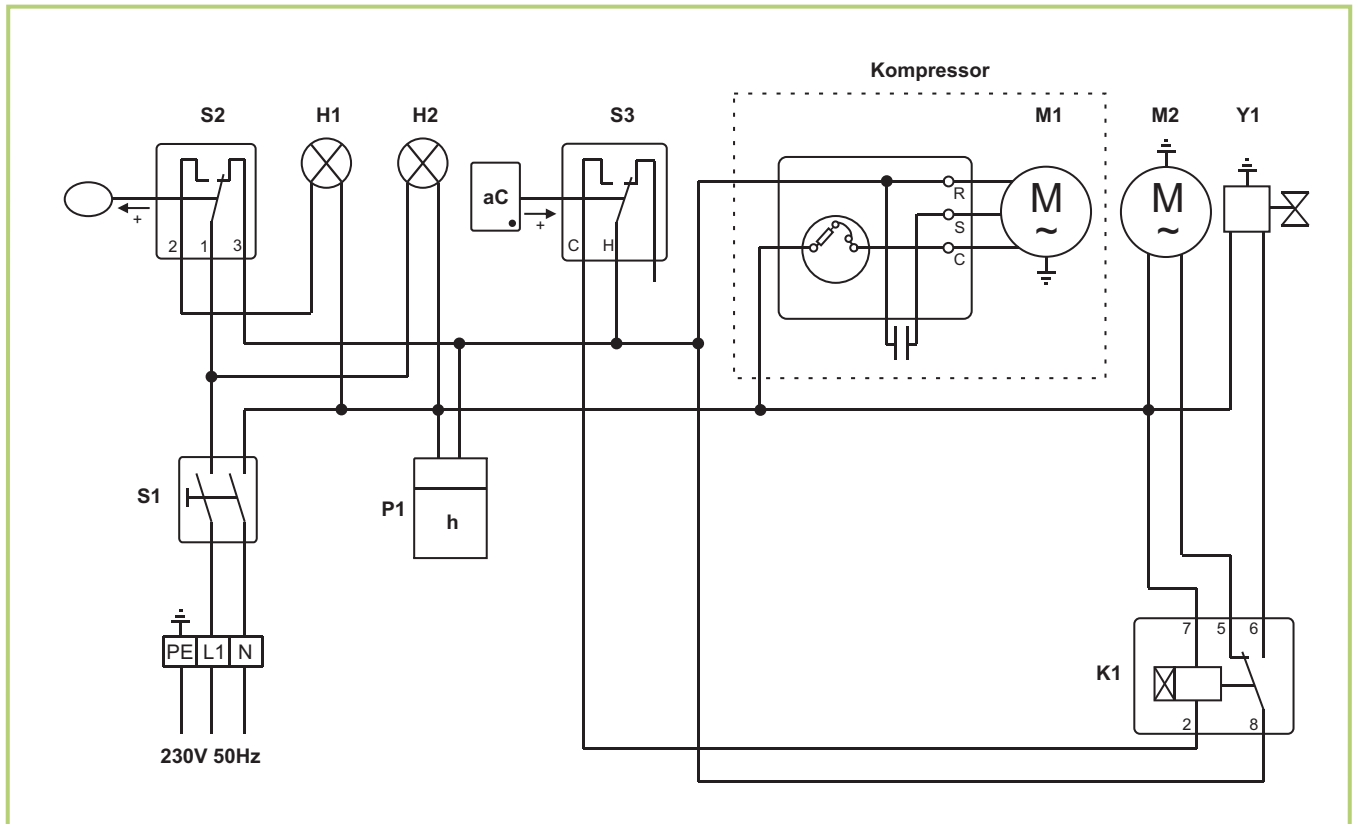 Kompressor
S2 H1 H2 S3 M1 M2 Y1
aC
+ +
2 1 3 C H
R
S
C
M
~
M
~
S1
P1
h
7 5 6
K1
2 8
PE L1 N
230V 50Hz